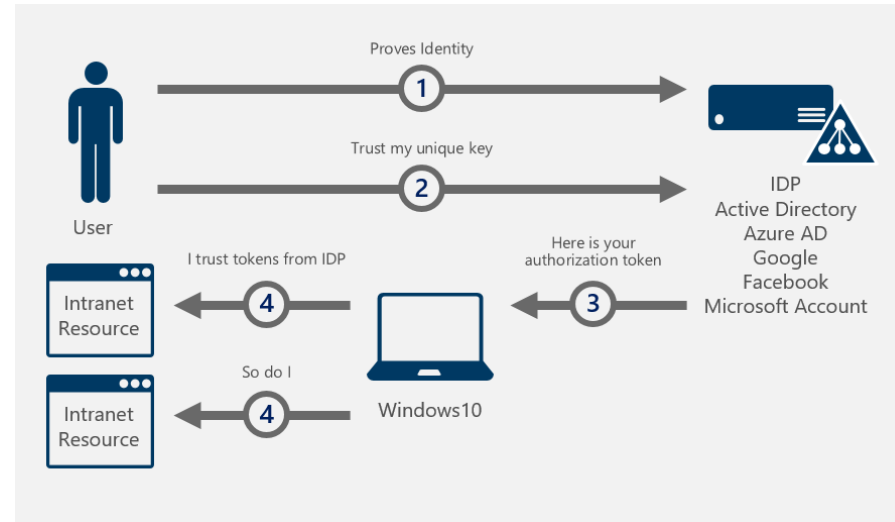 Proves Identity
1
Trust my unique key
2
User
IDP
Active Directory
Azure AD
Google
Facebook
Microsoft Account
Here is your
authorization token
3
I trust tokens from IDP
4
Intranet
Resource
So do I
4
Intranet
Resource
Windows10